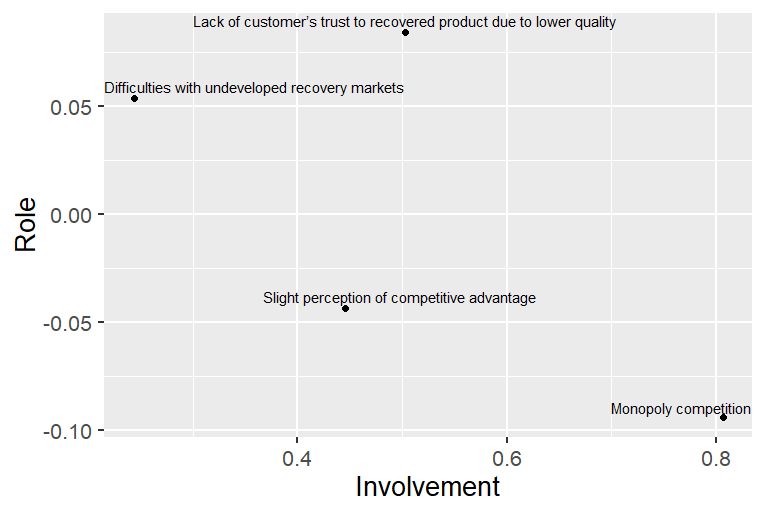 Lack of customer's trust to recovered product due to lower quality
Difficulties with undeveloped recovery markets
0.05
Role
0.00
Slight perception of competitive advantage
-0.05
Monopoly competition
-0.10
0.4 0.6 0.8
Involvement